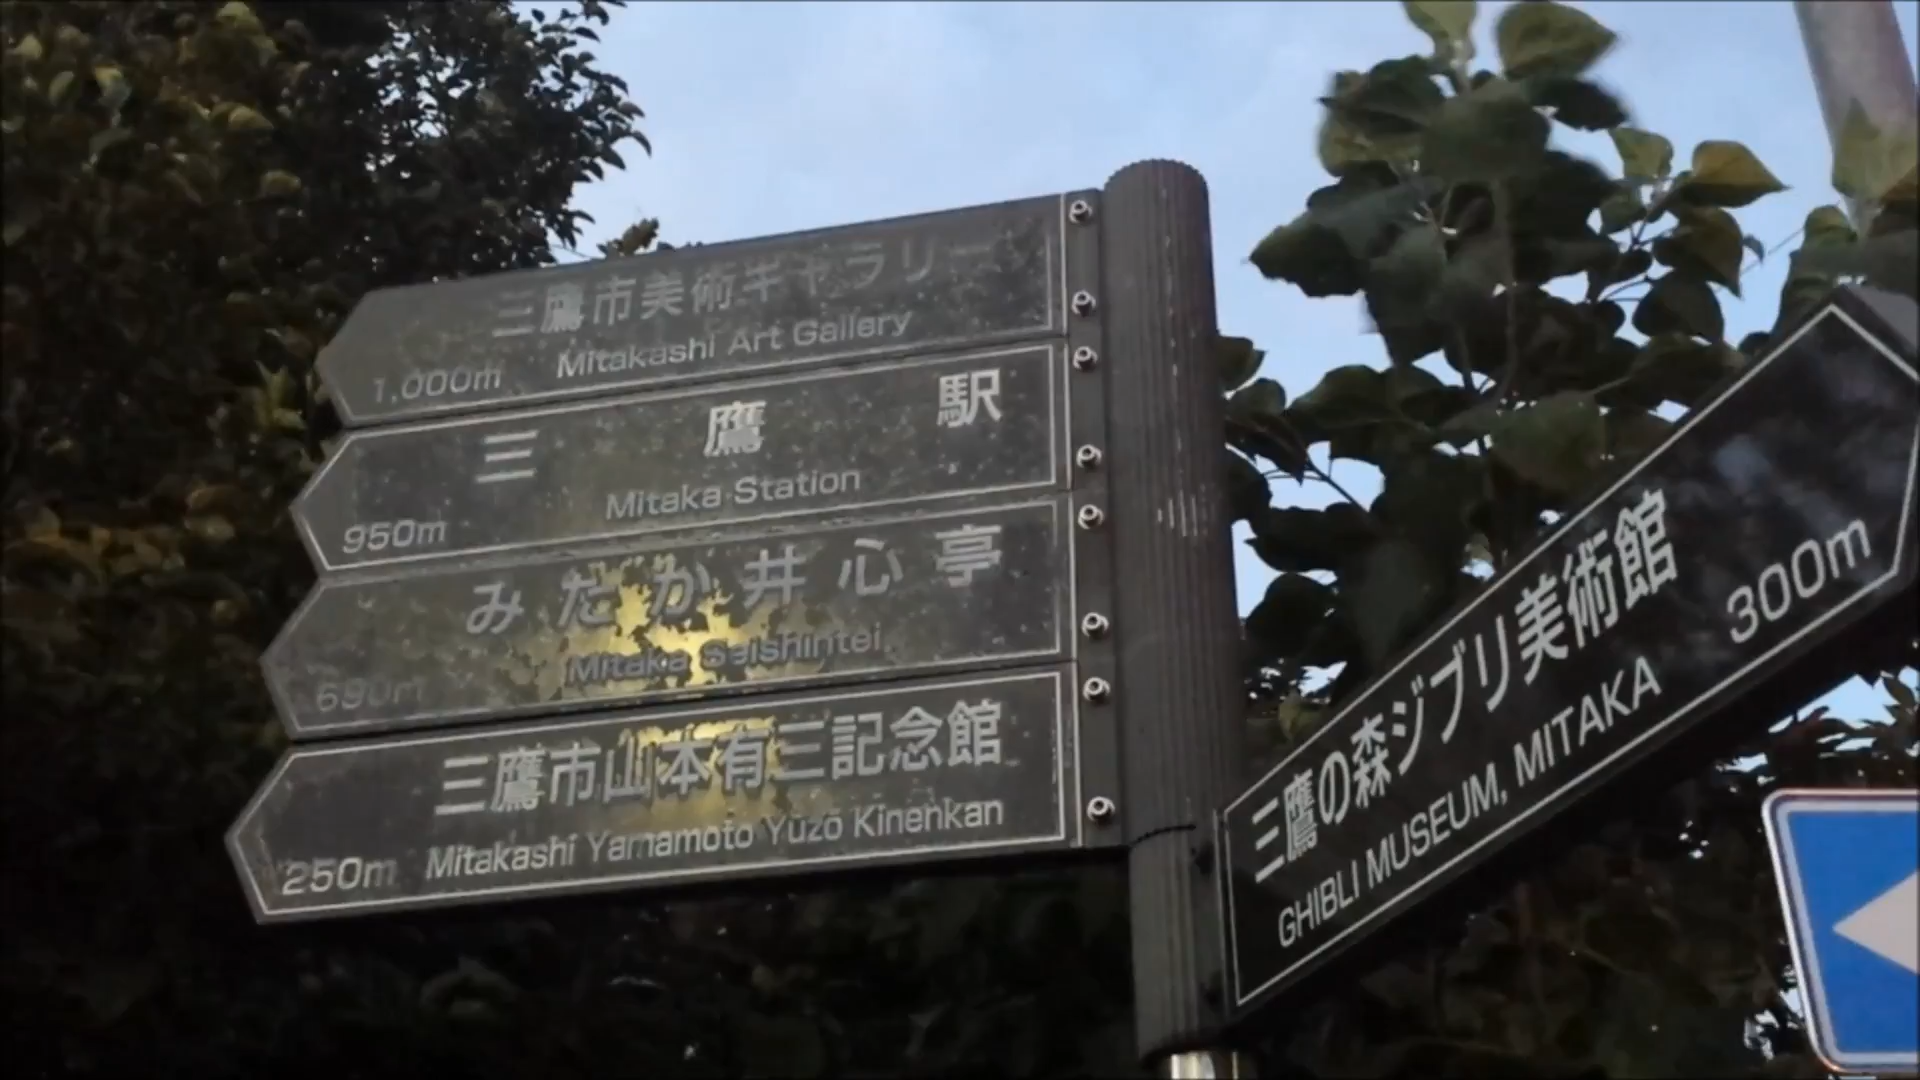 三鷹市美術ギャラリー
1,000m Mitakashi Art Gallery
三鷹駅
950m Mitaka Station
みたか井心亭
690m Mitaka Seishintei
三鷹市山本有三記念館
250m Mitakashi Yamamoto Yūzō Kinenkan
三鷹の森ジブリ美術館
GHIBLI MUSEUM, MITAKA 300m